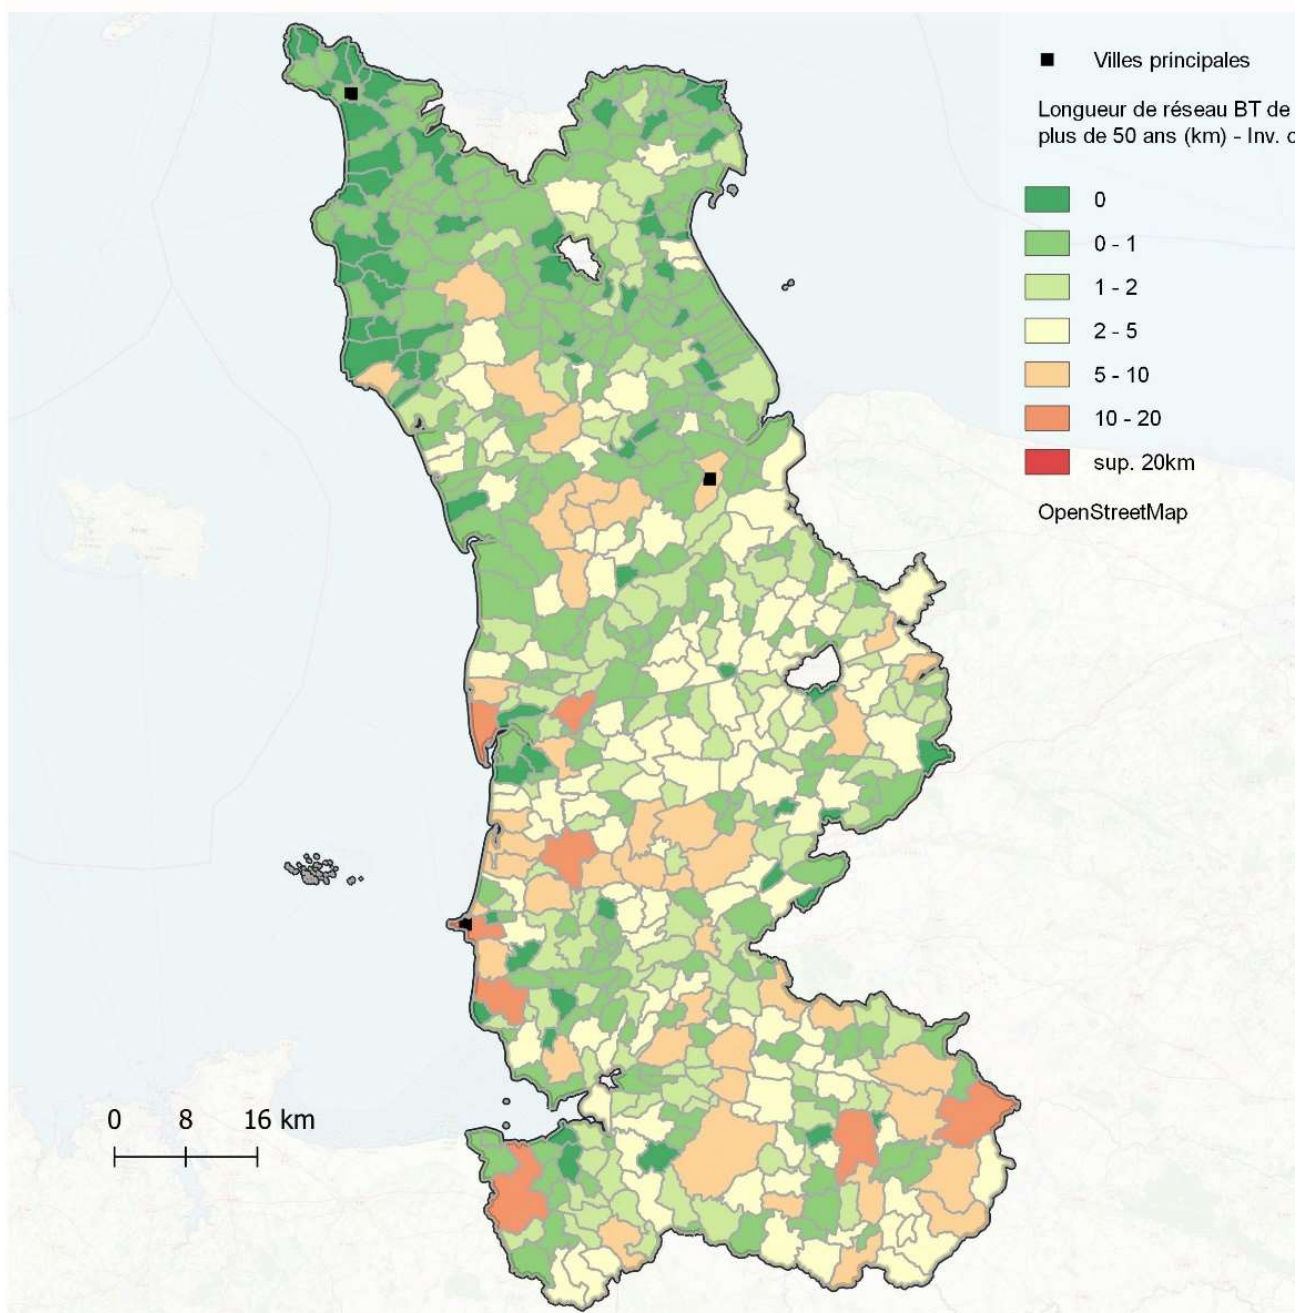 Villes principales
Longueur de réseau BT de
plus de 50 ans (km) - Inv. c
0
0 - 1
1 - 2
2 - 5
5 - 10
10 - 20
sup. 20km
OpenStreetMap
0 8 16 km